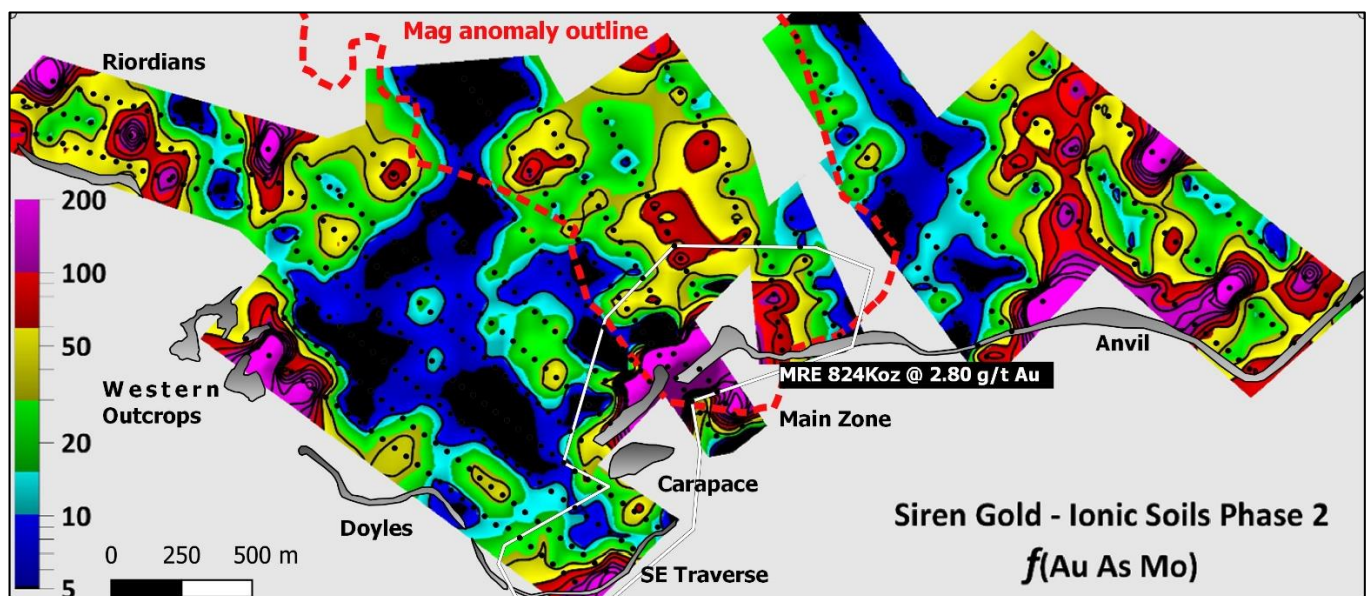 Mag anomaly outline
Riordians
200
100
50
20
10
5
Western
Outcrops
Anvil
MRE 824Koz @ 2.80 g/t Au
Main Zone
Carapace
Doyles
SE Traverse
0 250 500 m
Siren Gold - Ionic Soils Phase 2
f(Au As Mo)